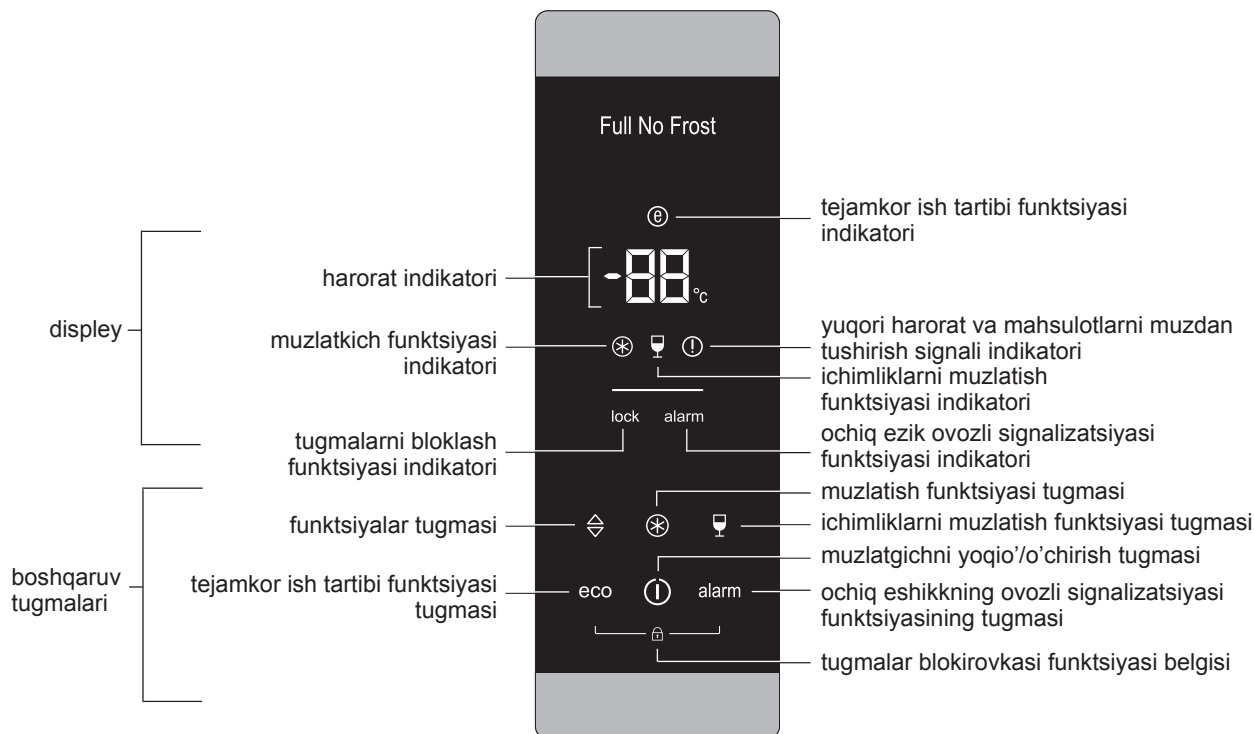 Full No Frost
tejamkor ish tartibi funktsiyasi
indikatori
-88°c
harorat indikatori
displey
muzlatkich funktsiyasi
indikatori
yuqori harorat va mahsulotlarni muzdan
tushirish signali indikatori
ichimliklarni muzlatish
funktsiyasi indikatori
lock alarm
tugmalarni bloklash
funktsiyasi indikatori
ochiq ezik ovozli signalizatsiyasi
funktsiyasi indikatori
muzlatish funktsiyasi tugmasi
funktsiyalar tugmasi
ichimliklarni muzlatish funktsiyasi tugmasi
muzlatgichni yoqio’/o’chirish tugmasi
boshqaruv
tugmalari
tejamkor ish tartibi funktsiyasi
tugmasi
eco alarm
ochiq eshikkning ovozli signalizatsiyasi
funktsiyasining tugmasi
tugmalar blokirovkasi funktsiyasi belgisi